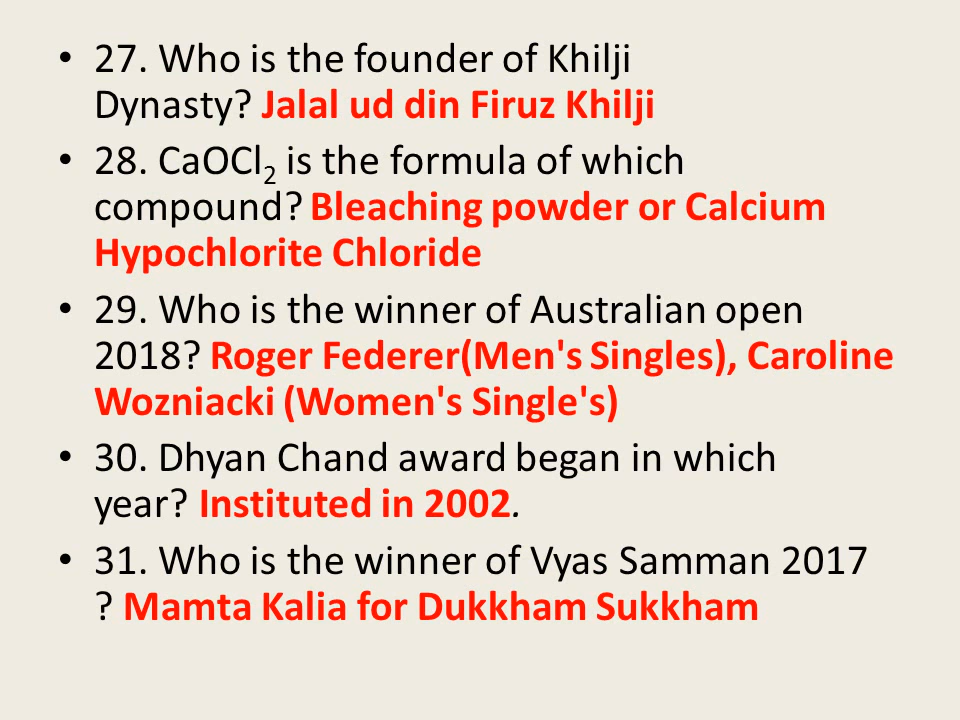 • 27. Who is the founder of Khilji
Dynasty? Jalal ud din Firuz Khilji
• 28. CaOCl₂ is the formula of which
compound? Bleaching powder or Calcium
Hypochlorite Chloride
• 29. Who is the winner of Australian open
2018? Roger Federer(Men's Singles), Caroline
Wozniacki (Women's Single's)
• 30. Dhyan Chand award began in which
year? Instituted in 2002.
• 31. Who is the winner of Vyas Samman 2017
? Mamta Kalia for Dukkham Sukkham